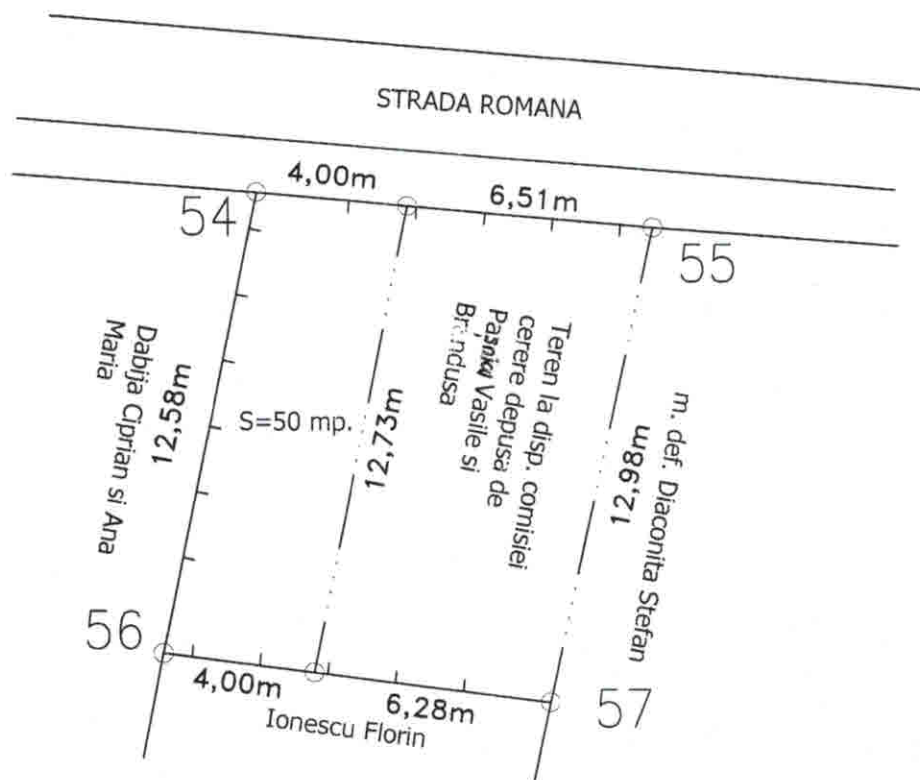 STRADA ROMANA
4,00m
6,51m
54
55
Dabija Ciprian si Ana
Maria
12,58m
S=50 mp.
12,73m
Teren la disp. comisiei
cerere depusa de
Vasile si
Brindusa
12,98m
m. def. Diaconita Stefan
56
4,00m
6,28m
57
Ionescu Florin